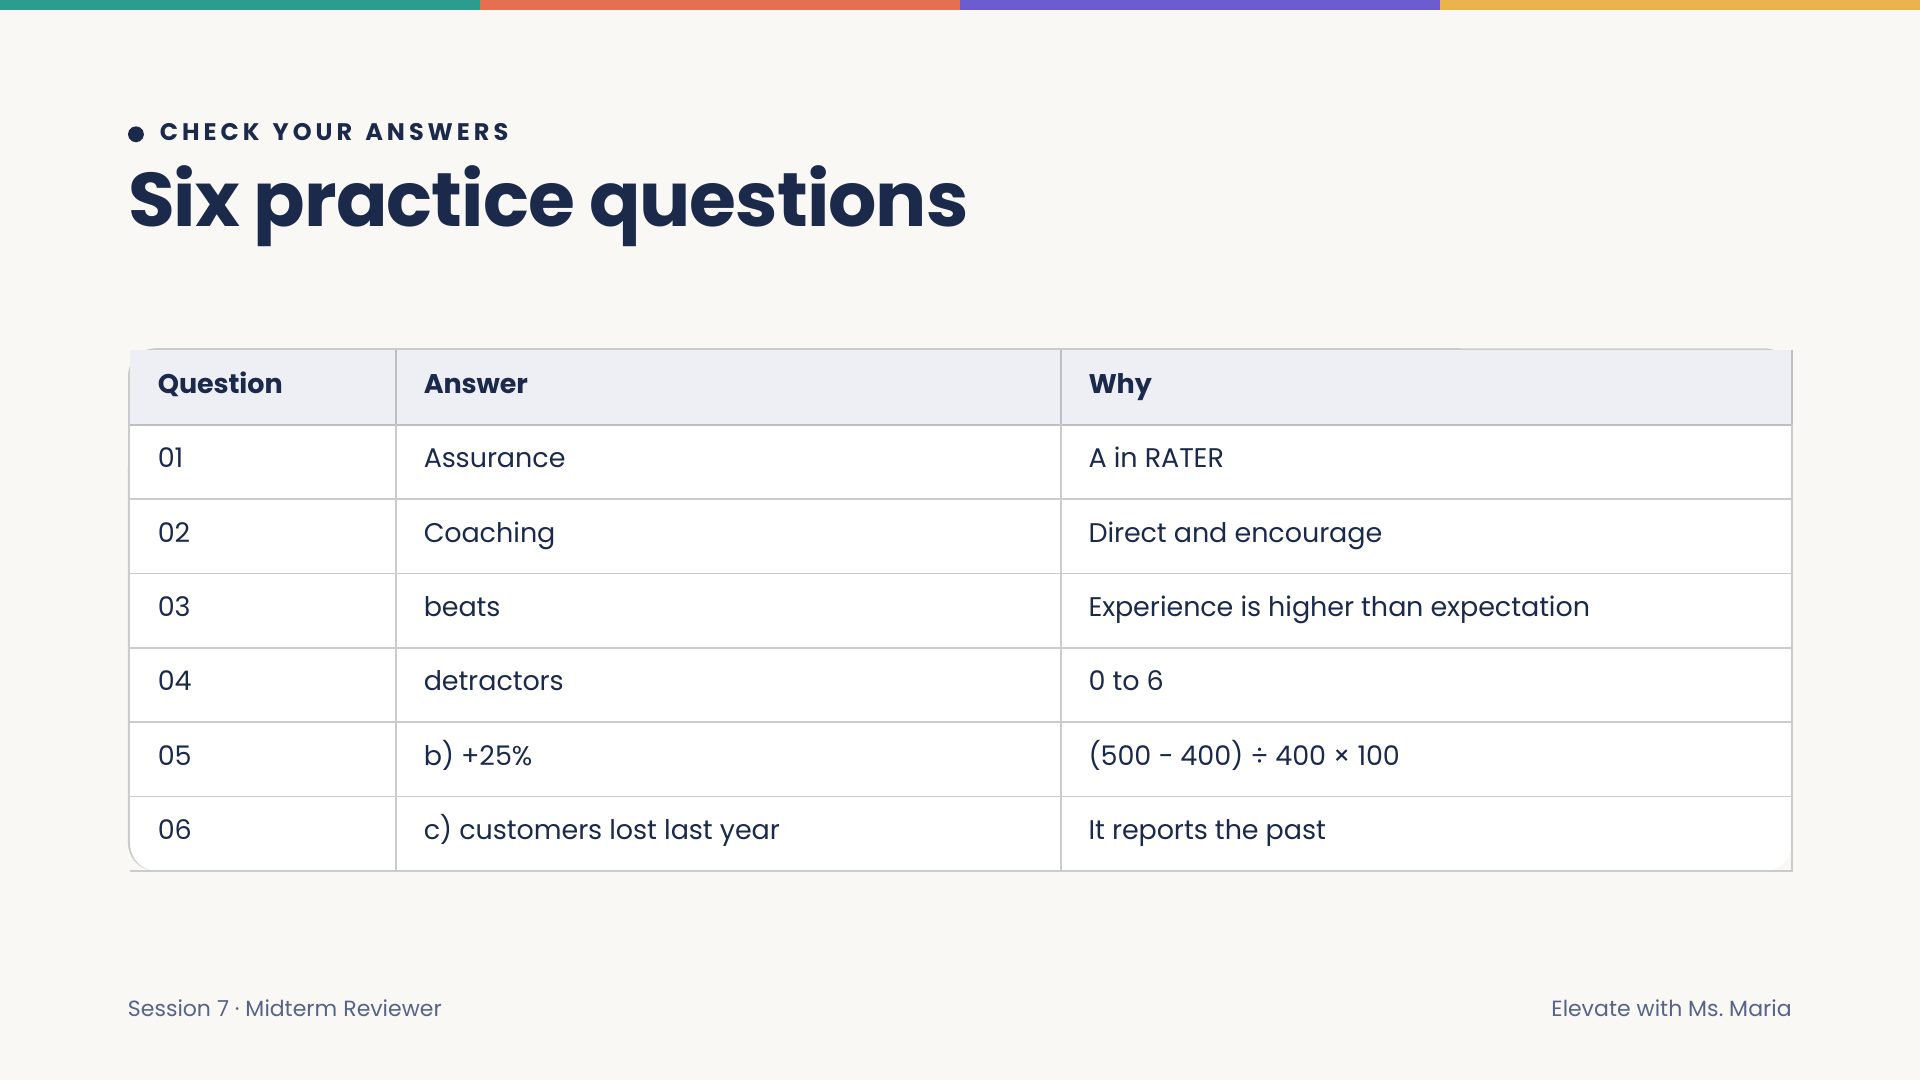 CHECK YOUR ANSWERS
Six practice questions
Question Answer Why
01 Assurance A in RATER
02 Coaching Direct and encourage
03 beats Experience is higher than expectation
04 detractors 0 to 6
05 b) +25% (500 − 400) ÷ 400 × 100
06 c) customers lost last year It reports the past
Session 7 · Midterm Reviewer Elevate with Ms. Maria